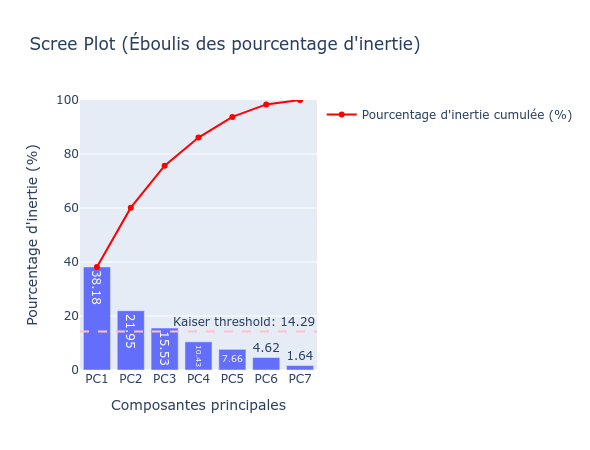 Scree Plot (Éboulis des pourcentage d'inertie)
Pourcentage d'inertie cumulée (%)
Pourcentage d'inertie (%)
100
80
60
40
20
0
38.18
21.95
15.53
10.43
7.66
4.62
1.64
Kaiser threshold: 14.29
PC1
PC2
PC3
PC4
PC5
PC6
PC7
Composantes principales